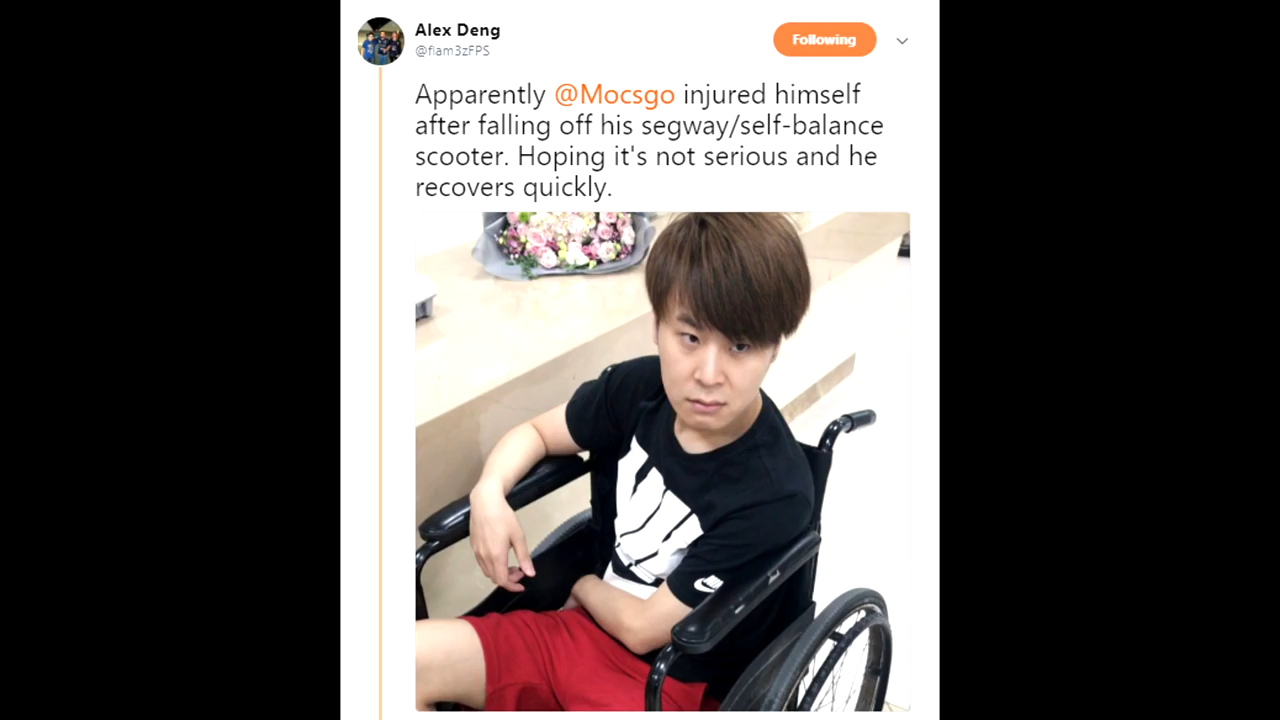 Alex Deng
@flam3zFPS
Following
Apparently @Mocsgo injured himself
after falling off his segway/self-balance
scooter. Hoping it's not serious and he
recovers quickly.